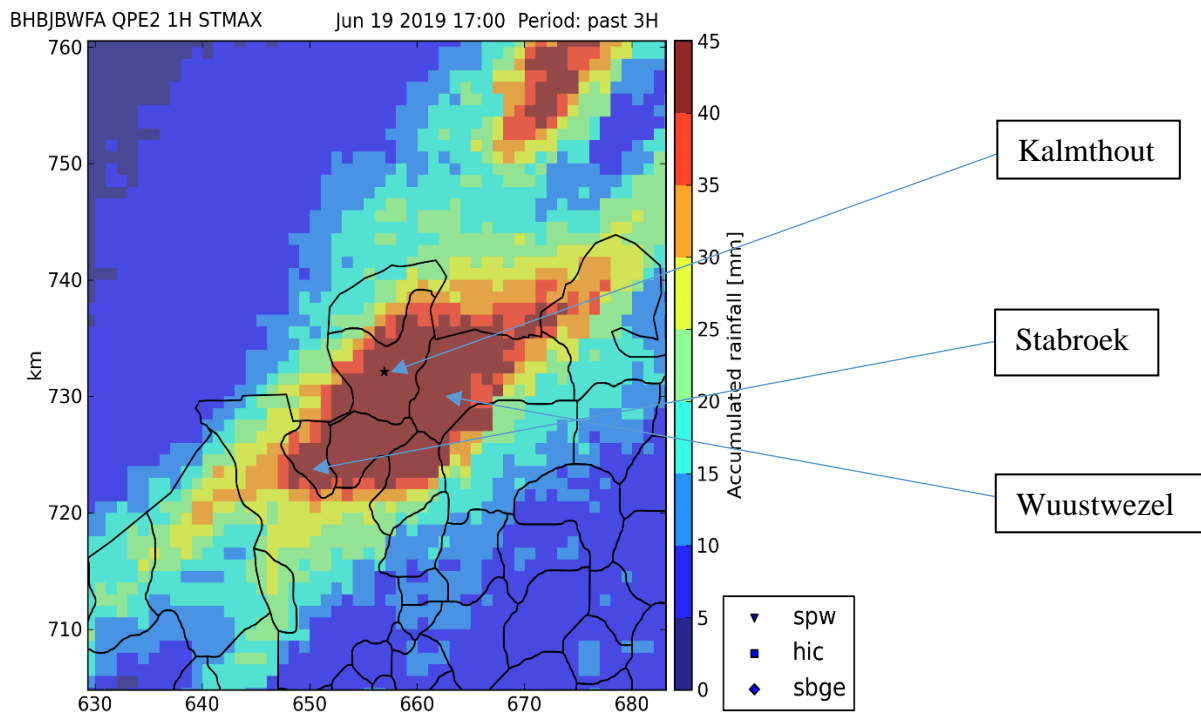 BHBJBWFA QPE2 1H STMAX Jun 19 2019 17:00 Period: past 3H
760
750
740
730
720
710
km
630 640 650 660 670 680
45
40
35
30
25
20
15
10
5
0
Accumulated rainfall [mm]
Kalmthout
Stabroek
Wuustwezel
spw
hic
sbge